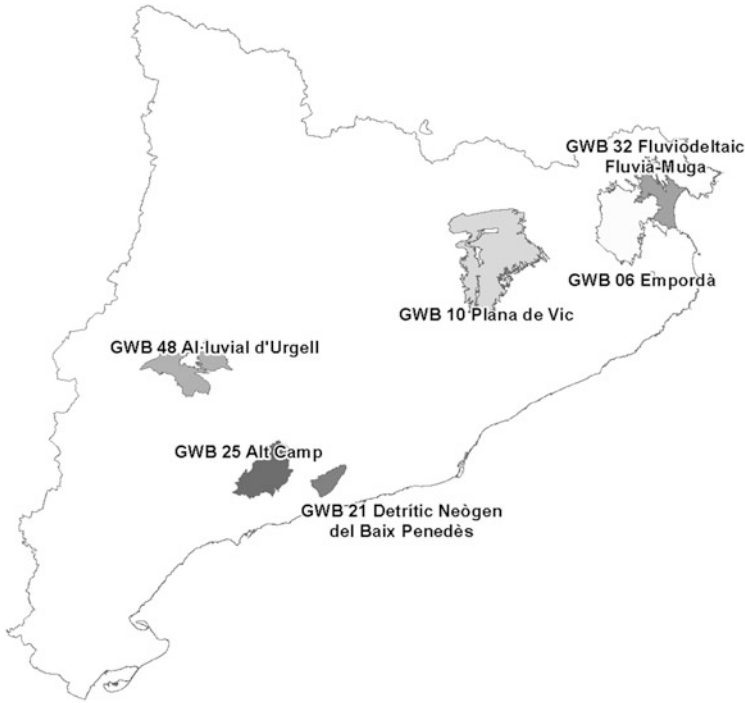 GWB 32 Fluviodeltaic
Fluvià-Muga
GWB 06 Empordà
GWB 10 Plana de Vic
GWB 48 Al·luvial d'Urgell
GWB 25 Alt Camp
GWB 21 Detrític Neògen
del Baix Penedès